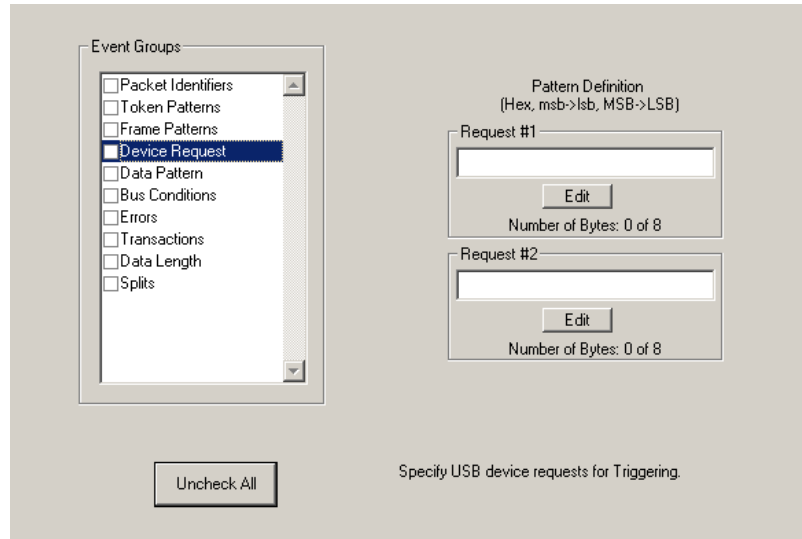 Event Groups
Packet Identifiers
Token Patterns
Frame Patterns
Device Request
Data Pattern
Bus Conditions
Errors
Transactions
Data Length
Splits
Uncheck All
Pattern Definition
(Hex, msb->lsb, MSB->LSB)
Request #1
Edit
Number of Bytes: 0 of 8
Request #2
Edit
Number of Bytes: 0 of 8
Specify USB device requests for Triggering.